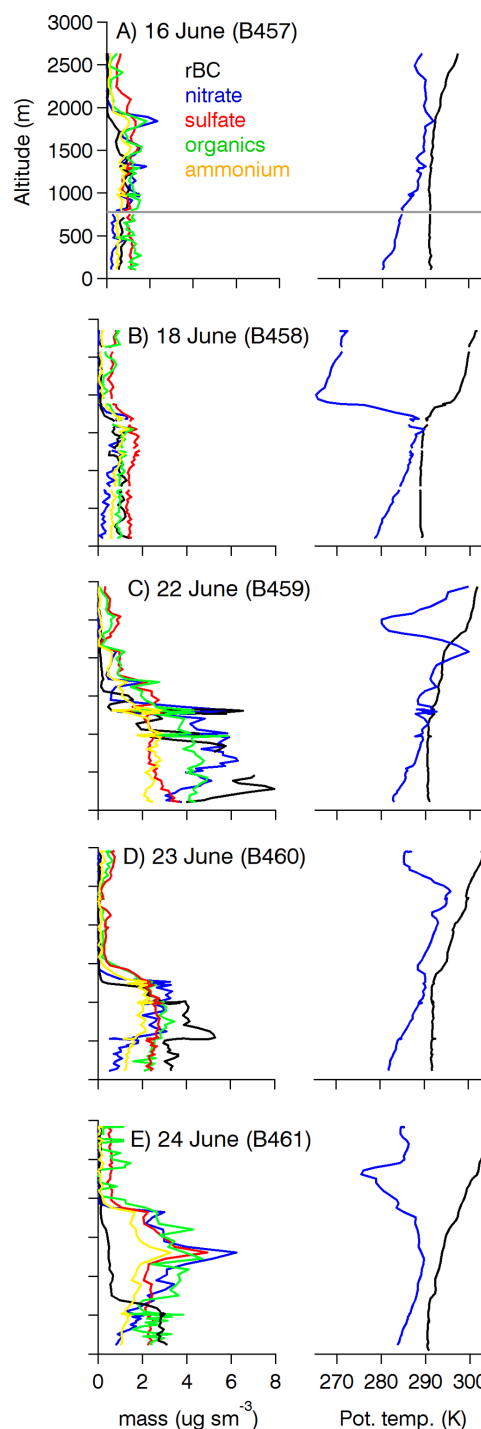 A) 16 June (B457)
3000
2500
2000
1500
1000
500
0
Altitude (m)
rBC
nitrate
sulfate
organics
ammonium
B) 18 June (B458)
C) 22 June (B459)
D) 23 June (B460)
E) 24 June (B461)
0 2 4 6 8
mass (ug sm⁻³)
270 280 290 300
Pot. temp. (K)